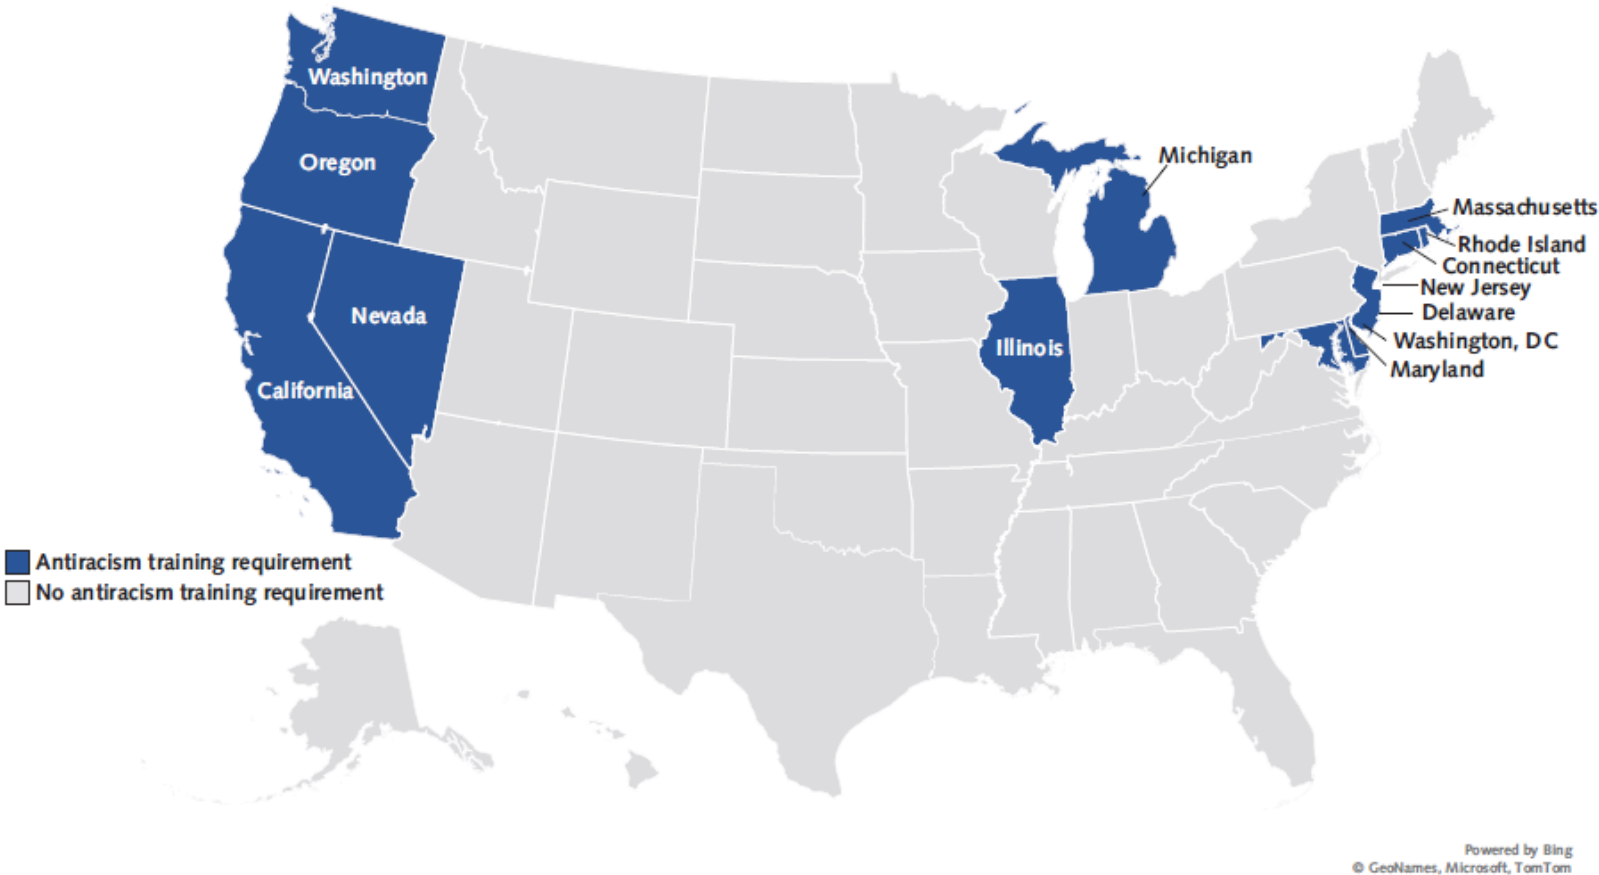 Washington
Oregon
Michigan
Massachusetts
Rhode Island
Connecticut
New Jersey
Nevada
Delaware
Washington, DC
Illinois
Maryland
California
Antiracism training requirement
No antiracism training requirement
Powered by Bing
© GeoNames, Microsoft, TomTom